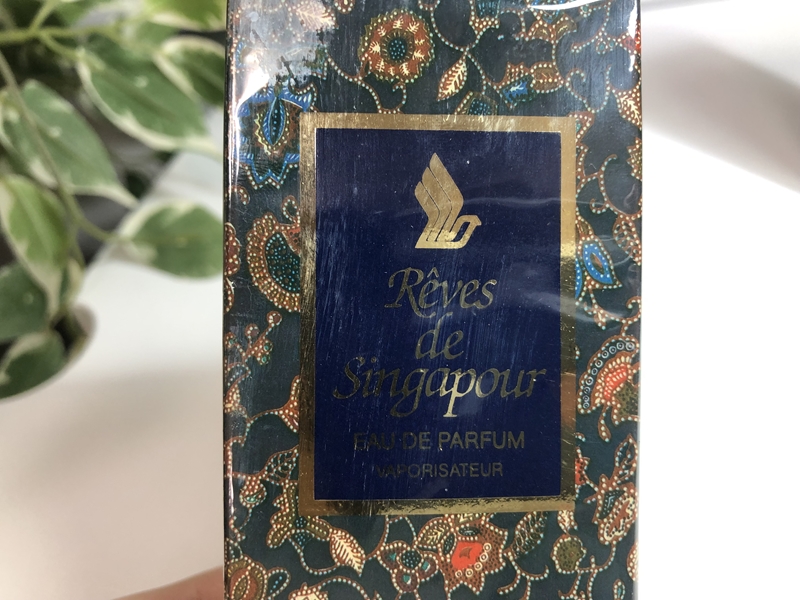 Rêves
de
Singapour
EAU DE PARFUM
VAPORISATEUR